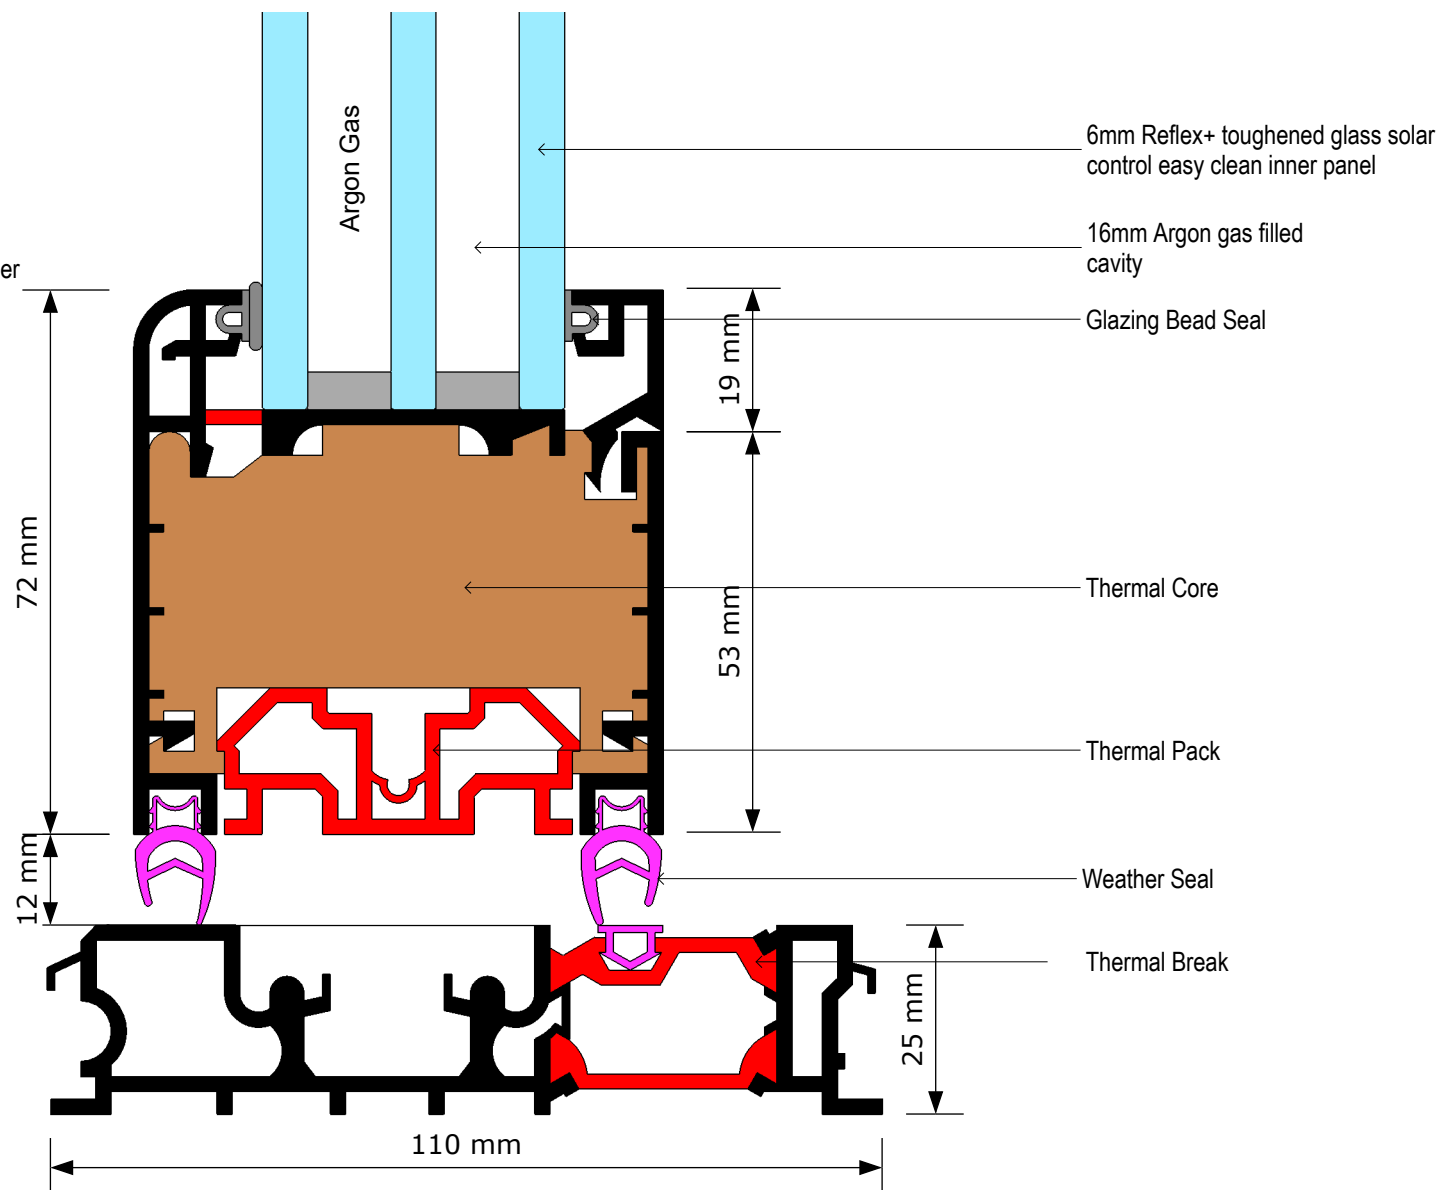 Argon Gas
6mm Reflex+ toughened glass solar
control easy clean inner panel
16mm Argon gas filled
cavity
er
Glazing Bead Seal
19 mm
72 mm
Thermal Core
53 mm
Thermal Pack
12 mm
Weather Seal
Thermal Break
25 mm
110 mm